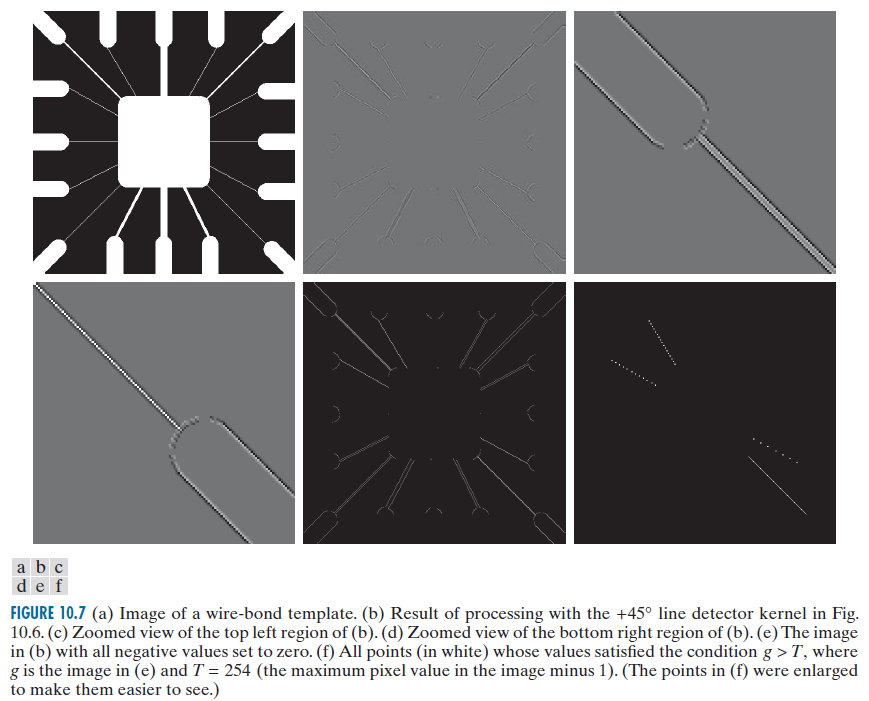 a b c
d e f
FIGURE 10.7 (a) Image of a wire-bond template. (b) Result of processing with the +45° line detector kernel in Fig.
10.6. (c) Zoomed view of the top left region of (b). (d) Zoomed view of the bottom right region of (b). (e) The image
in (b) with all negative values set to zero. (f) All points (in white) whose values satisfied the condition g > T, where
g is the image in (e) and T = 254 (the maximum pixel value in the image minus 1). (The points in (f) were enlarged
to make them easier to see.)